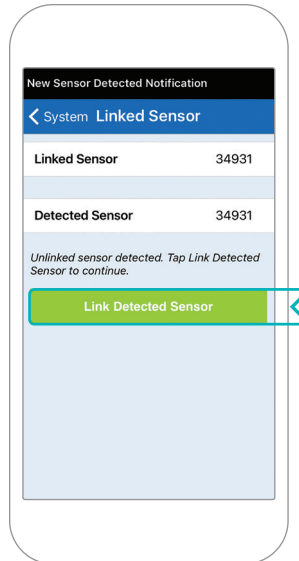 New Sensor Detected Notification
System Linked Sensor
Linked Sensor 34931
Detected Sensor 34931
Unlinked sensor detected. Tap Link Detected
Sensor to continue.
Link Detected Sensor